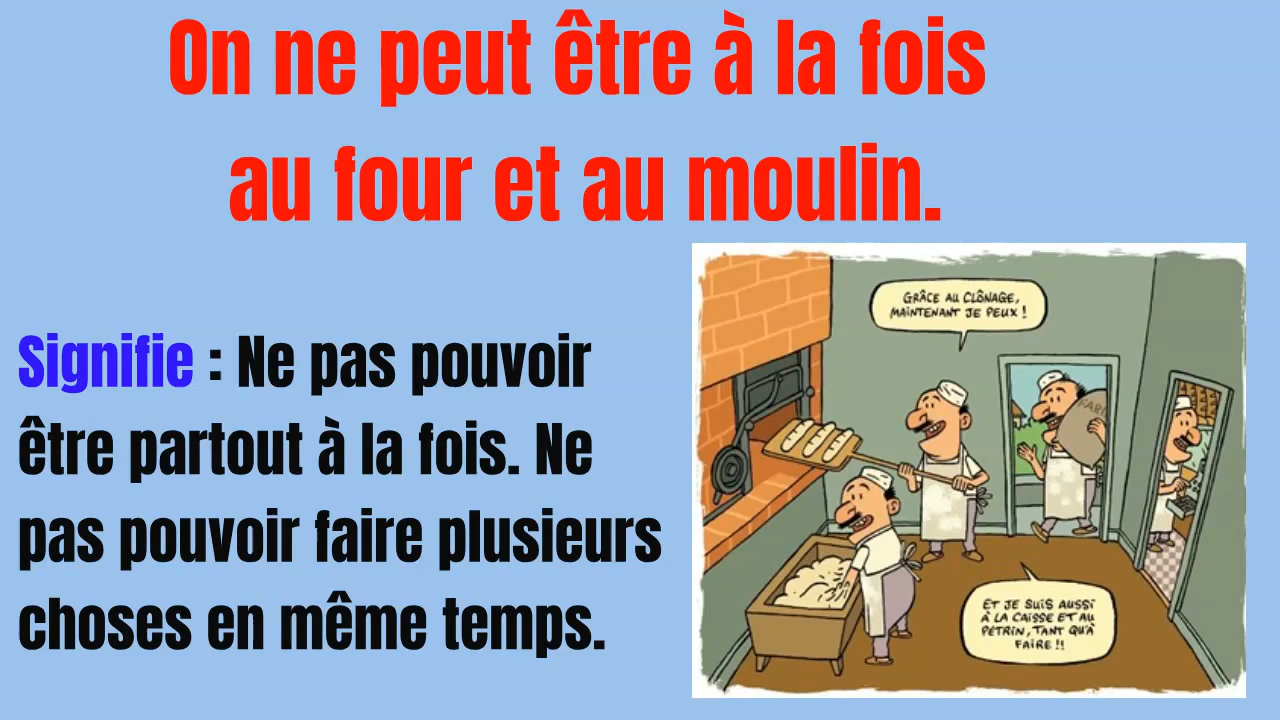 On ne peut être à la fois
au four et au moulin.
Signifie : Ne pas pouvoir
être partout à la fois. Ne
pas pouvoir faire plusieurs
choses en même temps.
GRÂCE AU CLÔNAGE,
MAINTENANT JE PEUX !
FARI
ET JE SUIS AUSSI
À LA CAISSE ET AU
PÉTRIN, TANT QU'À
FAIRE !!